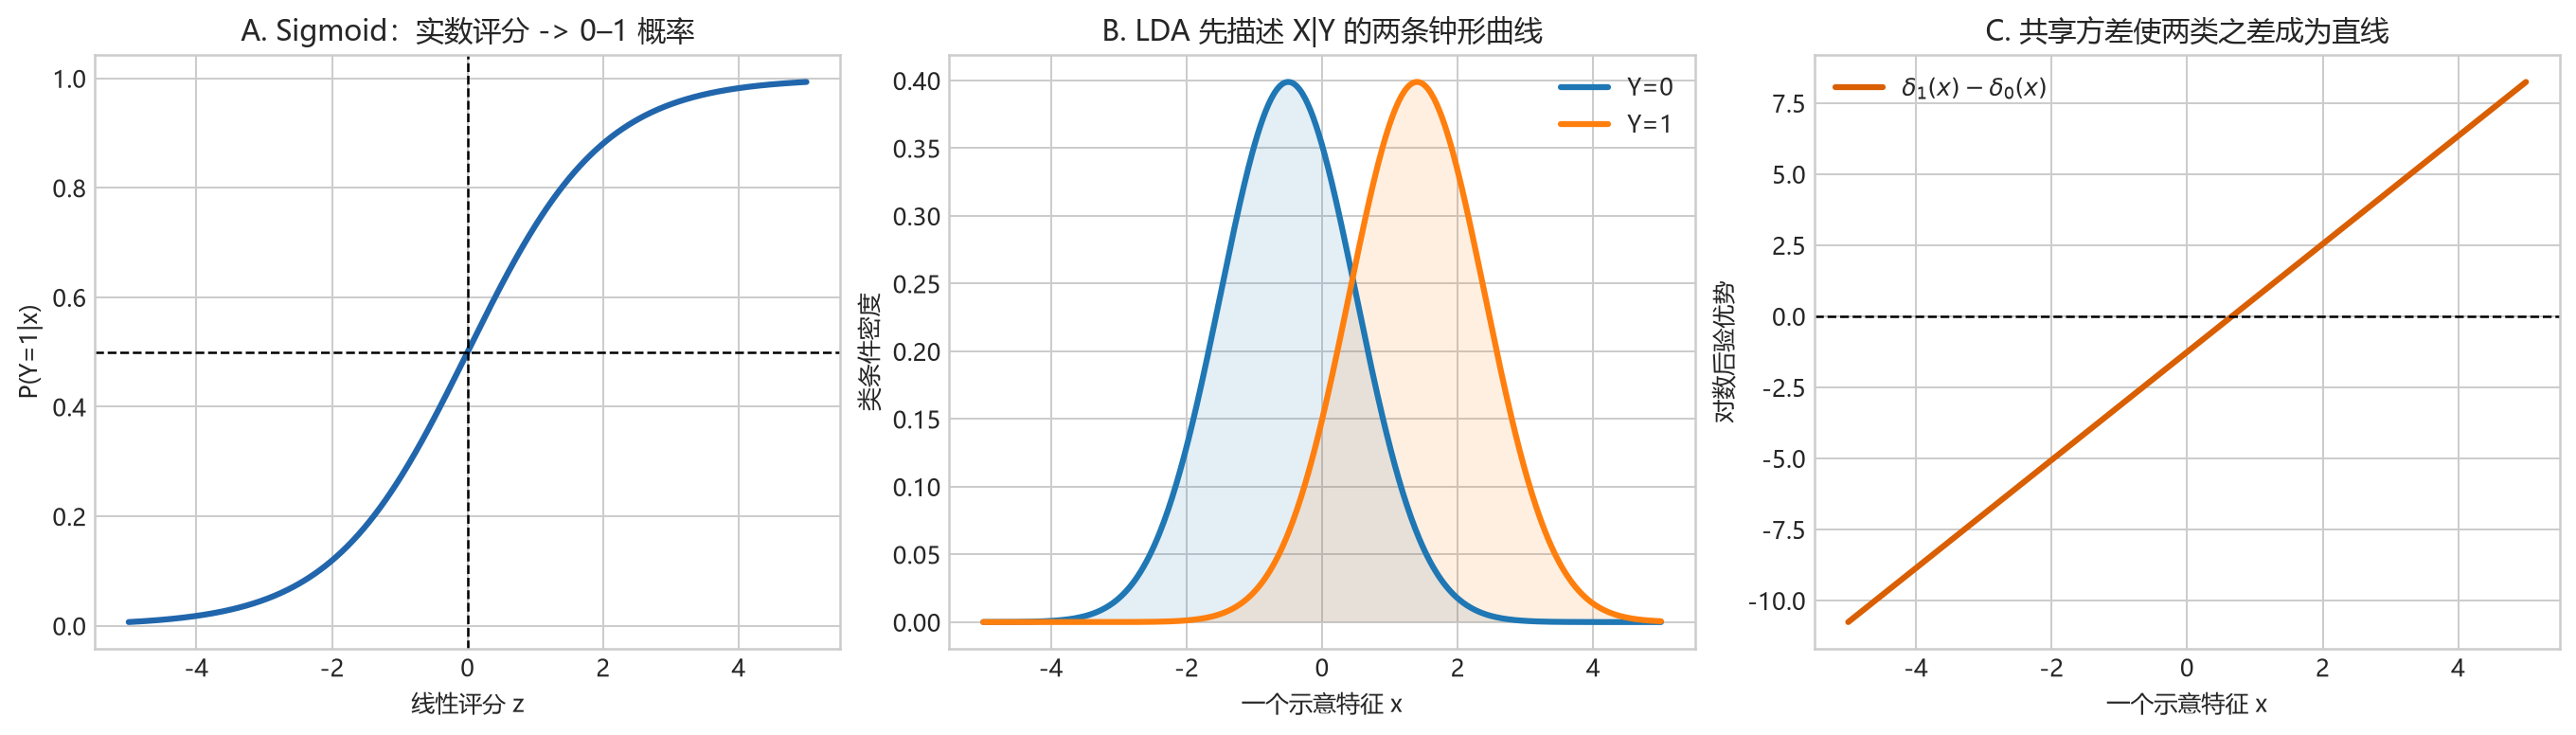 A. Sigmoid：实数评分 -> 0–1 概率
1.0
0.8
0.6
0.4
0.2
0.0
P(Y=1|x)
-4 -2 0 2 4
线性评分 z
B. LDA 先描述 X|Y 的两条钟形曲线
Y=0
Y=1
0.40
0.35
0.30
0.25
0.20
0.15
0.10
0.05
0.00
类条件密度
-4 -2 0 2 4
一个示意特征 x
C. 共享方差使两类之差成为直线
δ₁(x) − δ₀(x)
7.5
5.0
2.5
0.0
-2.5
-5.0
-7.5
-10.0
对数后验优势
-4 -2 0 2 4
一个示意特征 x